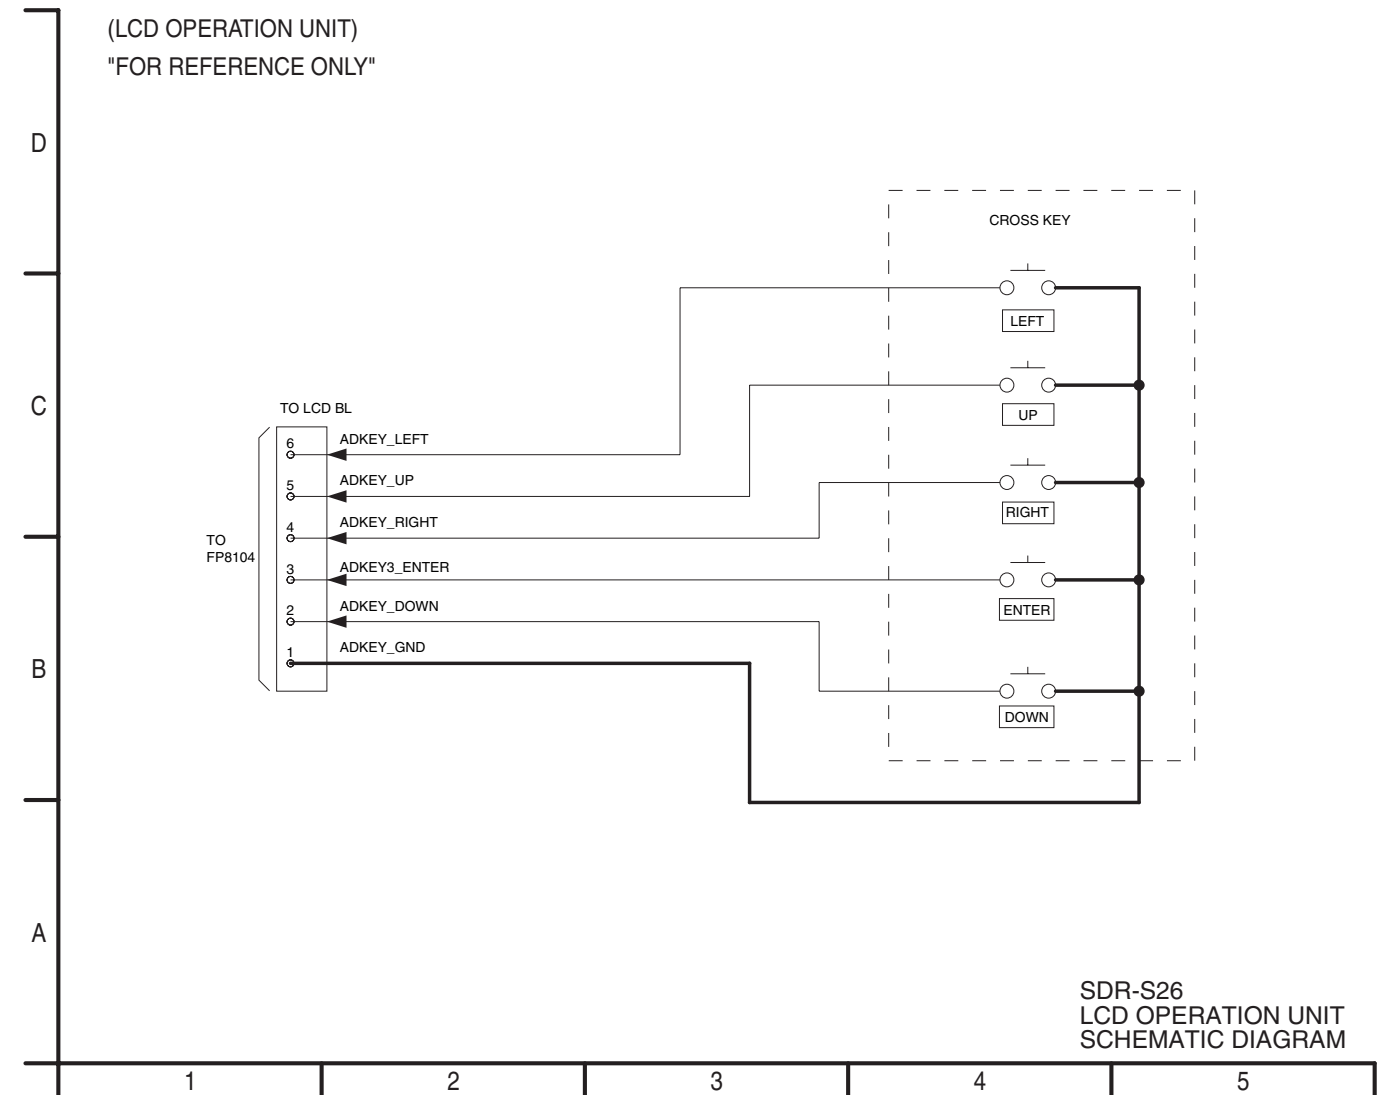 (LCD OPERATION UNIT)
"FOR REFERENCE ONLY"
D
CROSS KEY
LEFT
C
TO LCD BL
UP
6
ADKEY_LEFT
5
ADKEY_UP
RIGHT
4
ADKEY_RIGHT
TO
FP8104
3
ADKEY3_ENTER
ENTER
2
ADKEY_DOWN
1
ADKEY_GND
B
DOWN
A
SDR-S26
LCD OPERATION UNIT
SCHEMATIC DIAGRAM
1 2 3 4 5